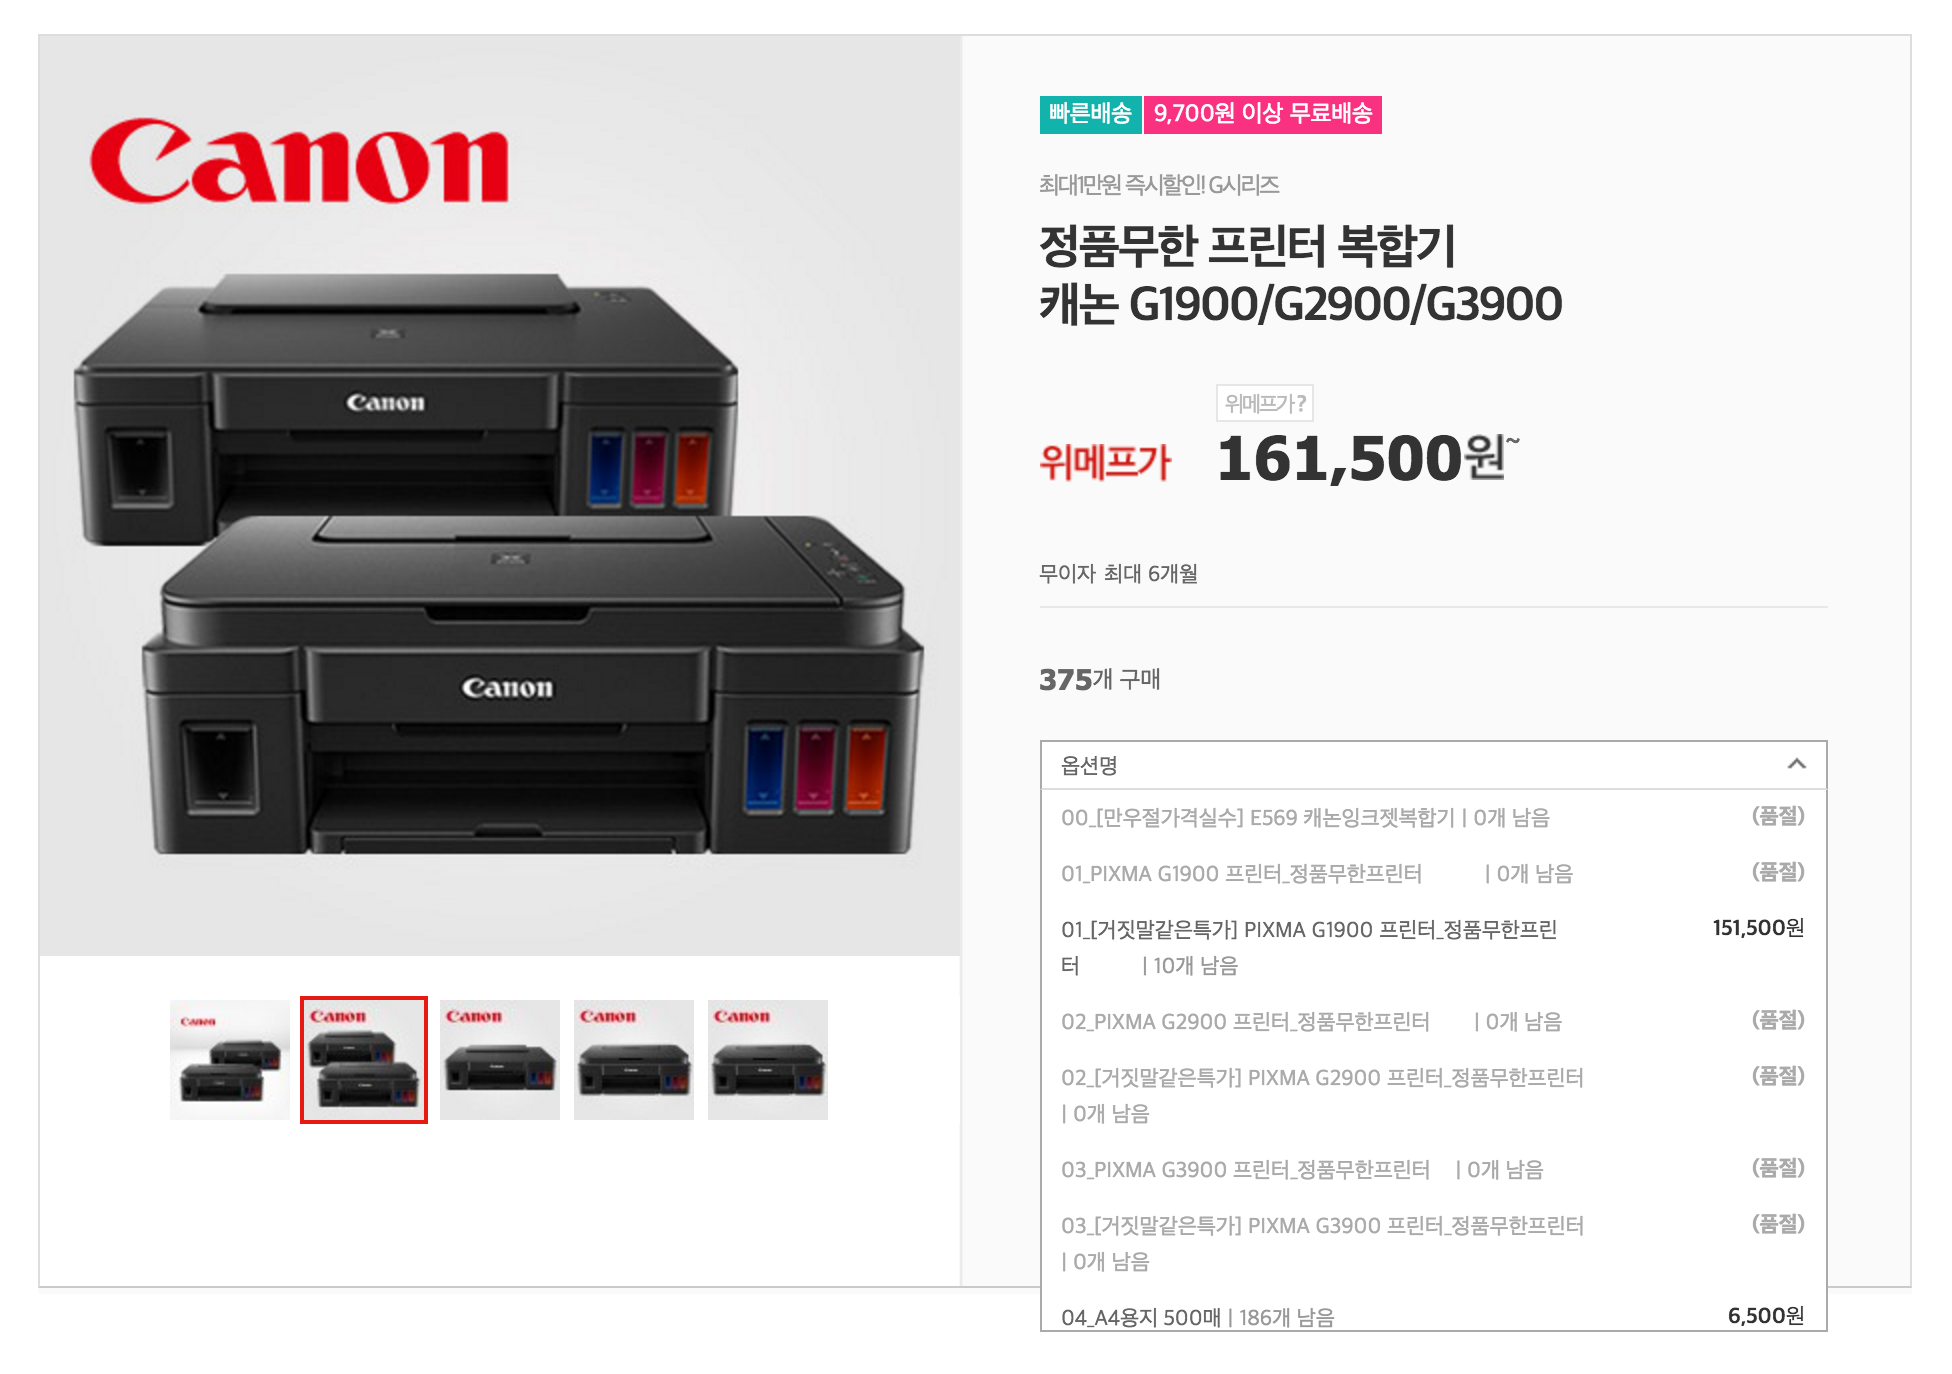 Canon
Canon
Canon
빠른배송 9,700원 이상 무료배송
최대1만원 즉시할인! G시리즈
정품무한 프린터 복합기
캐논 G1900/G2900/G3900
위메프가?
위메프가 161,500원~
무이자 최대 6개월
375개 구매
옵션명
00_[만우절가격실수] E569 캐논잉크젯복합기 | 0개 남음 (품절)
01_PIXMA G1900 프린터_정품무한프린터 | 0개 남음 (품절)
01_[거짓말같은특가] PIXMA G1900 프린터_정품무한프린 151,500원
터 | 10개 남음
02_PIXMA G2900 프린터_정품무한프린터 | 0개 남음 (품절)
02_[거짓말같은특가] PIXMA G2900 프린터_정품무한프린터 (품절)
| 0개 남음
03_PIXMA G3900 프린터_정품무한프린터 | 0개 남음 (품절)
03_[거짓말같은특가] PIXMA G3900 프린터_정품무한프린터 (품절)
| 0개 남음
04_A4용지 500매 | 186개 남음 6,500원
Canon
Canon
Canon
Canon
Canon